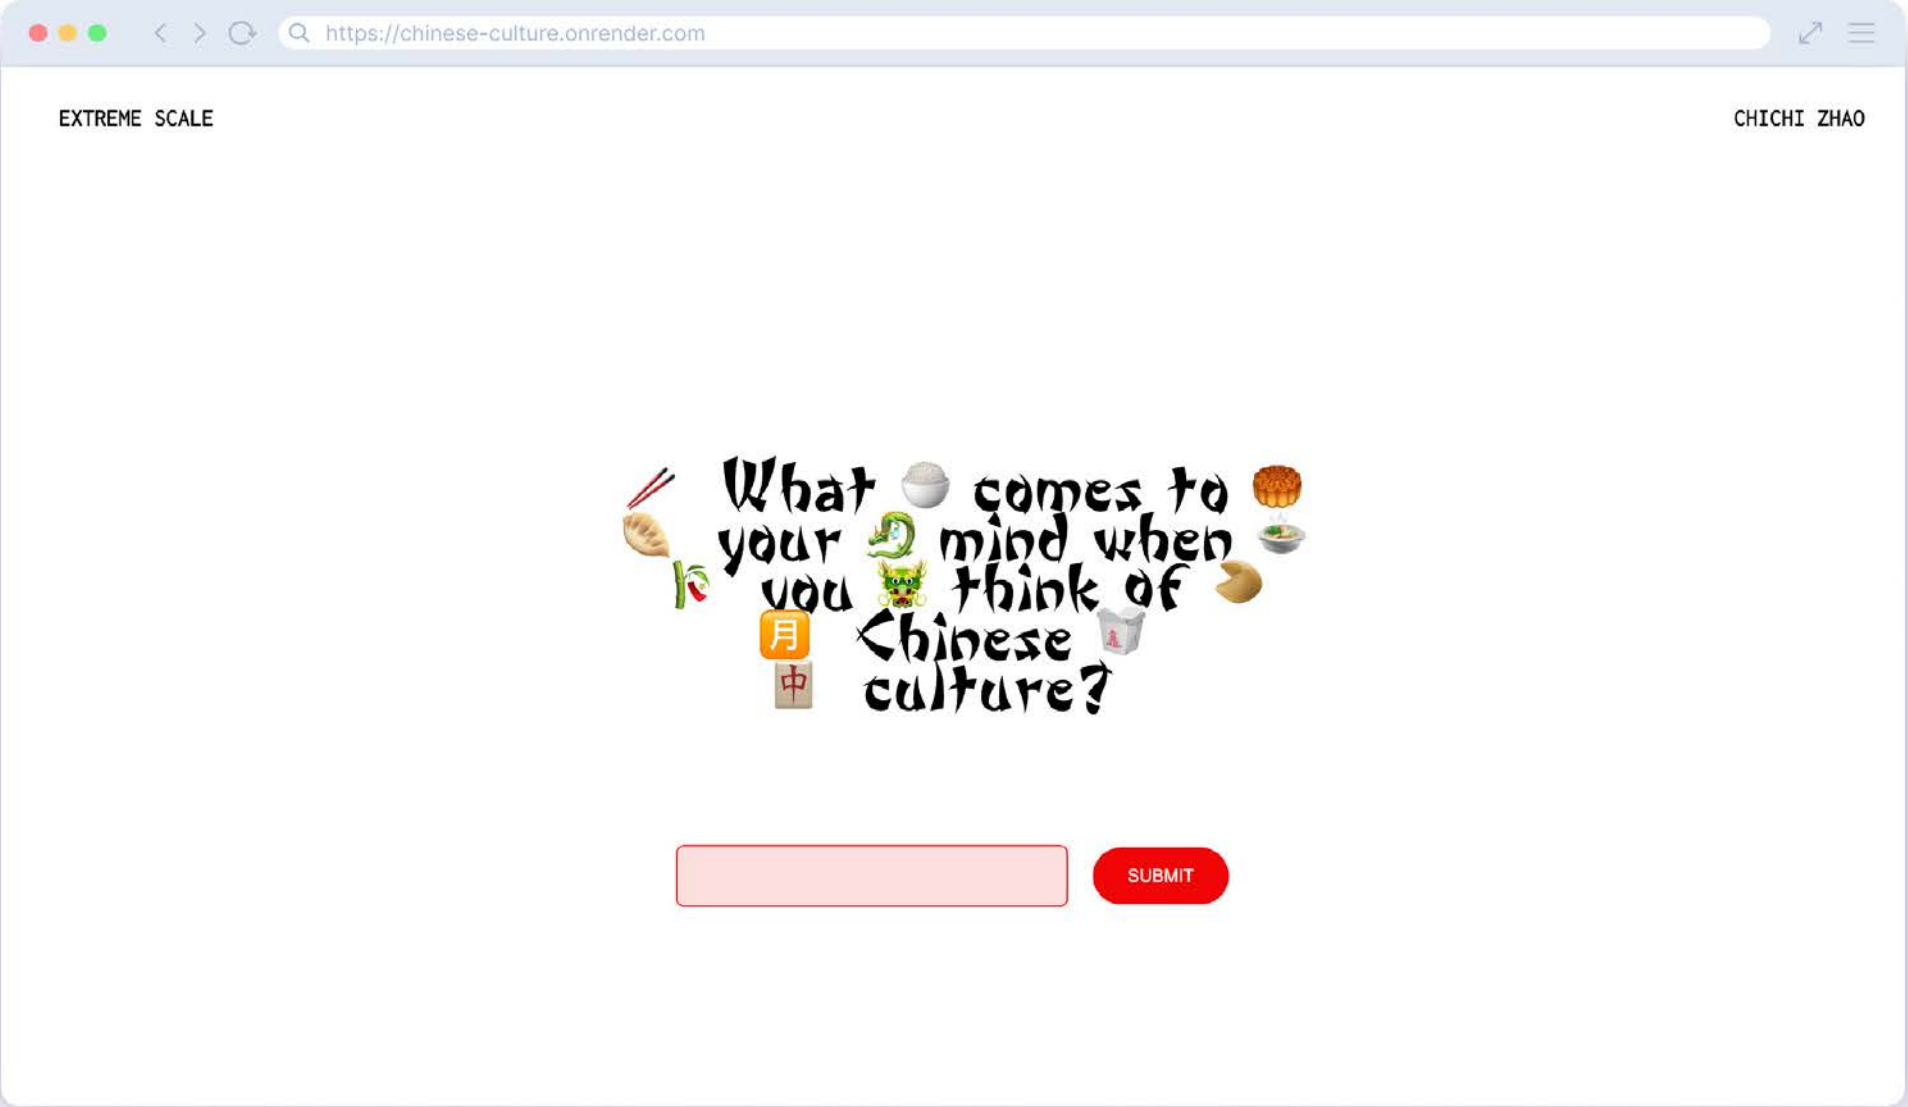 https://chinese-culture.onrender.com
EXTREME SCALE
CHICHI ZHAO
What comes to
your mind when
you think of
月 Chinese
中 culture?
SUBMIT